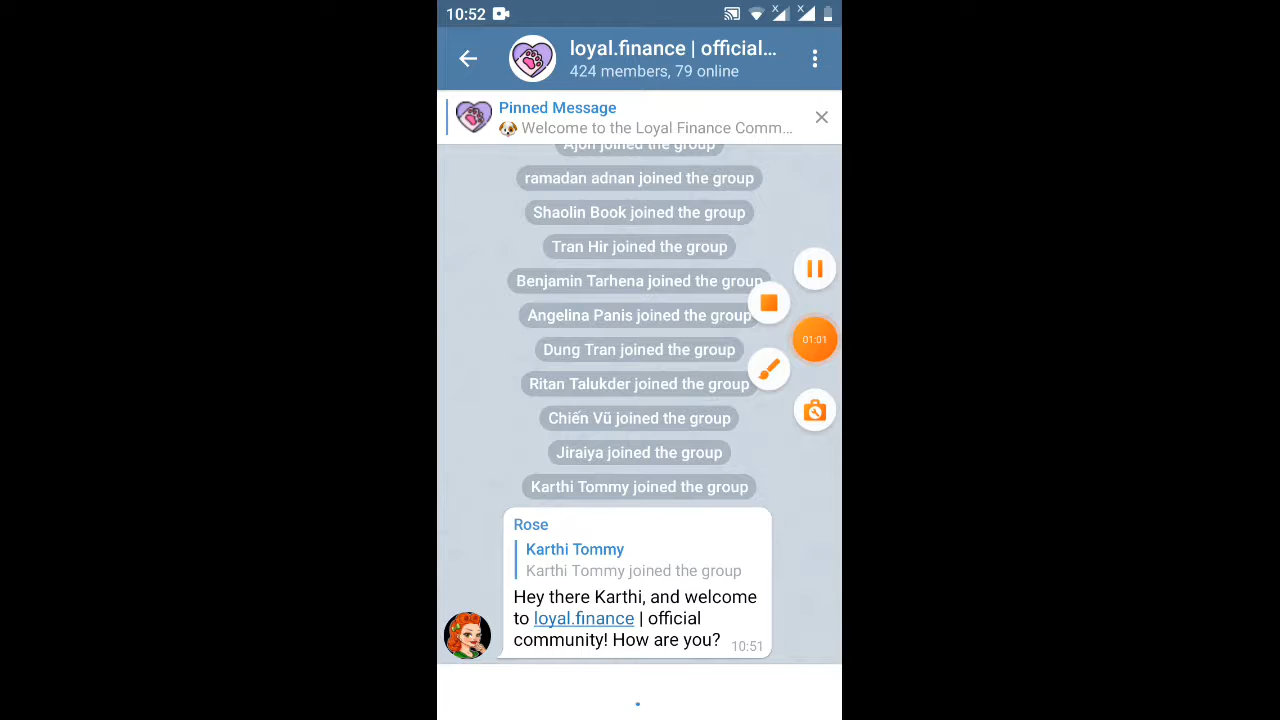 10:52
loyal.finance | official...
424 members, 79 online
Pinned Message
Welcome to the Loyal Finance Comm...
Ajoh joined the group
ramadan adnan joined the group
Shaolin Book joined the group
Tran Hir joined the group
Benjamin Tarhena joined the group
Angelina Panis joined the group
Dung Tran joined the group
Ritan Talukder joined the group
Chiến Vũ joined the group
Jiraiya joined the group
Karthi Tommy joined the group
Rose
Karthi Tommy
Karthi Tommy joined the group
Hey there Karthi, and welcome
to loyal.finance | official
community! How are you?
10:51
01:01